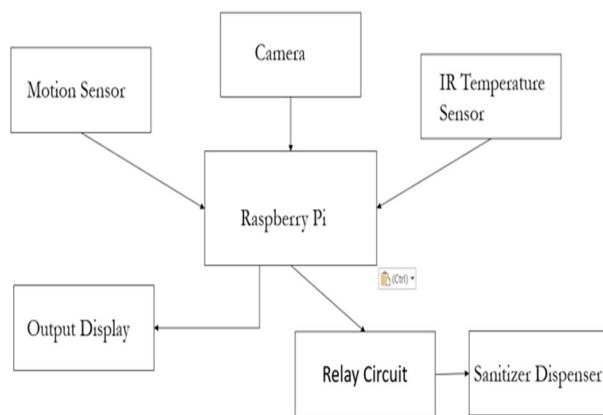 Camera
Motion Sensor
IR Temperature
Sensor
Raspberry Pi
(Ctrl)
Output Display
Relay Circuit
Sanitizer Dispenser